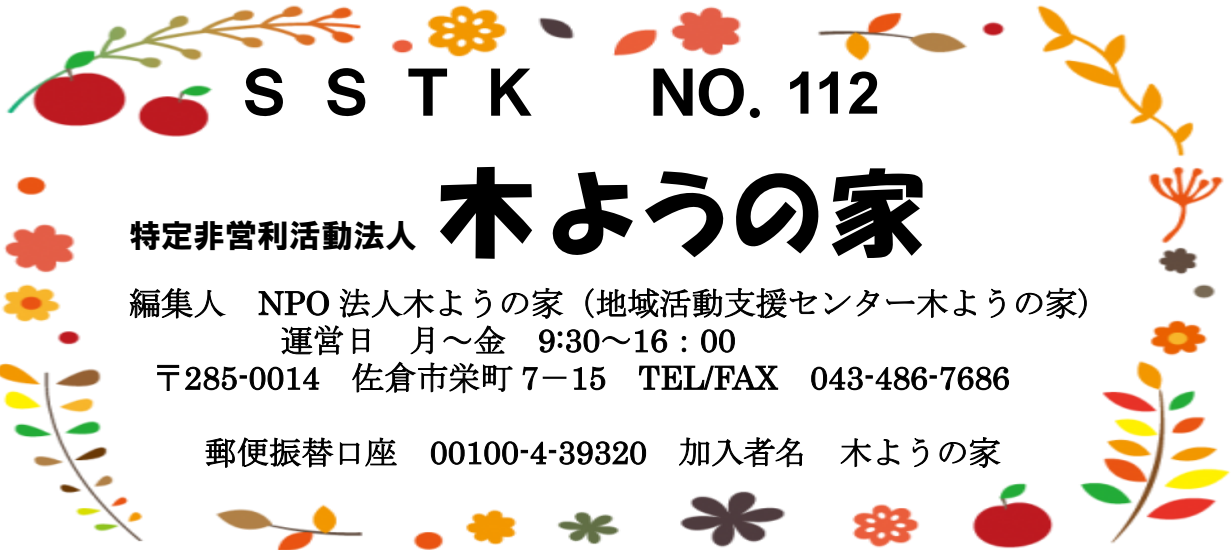 ＳＳＴＫ　NO. 112
特定非営利活動法人　木ようの家
編集人　NPO 法人木ようの家（地域活動支援センター木ようの家）
運営日　月～金　9:30～16：00
〒285-0014　佐倉市栄町 7－15　TEL/FAX　043-486-7686
郵便振替口座　00100-4-39320　加入者名　木ようの家